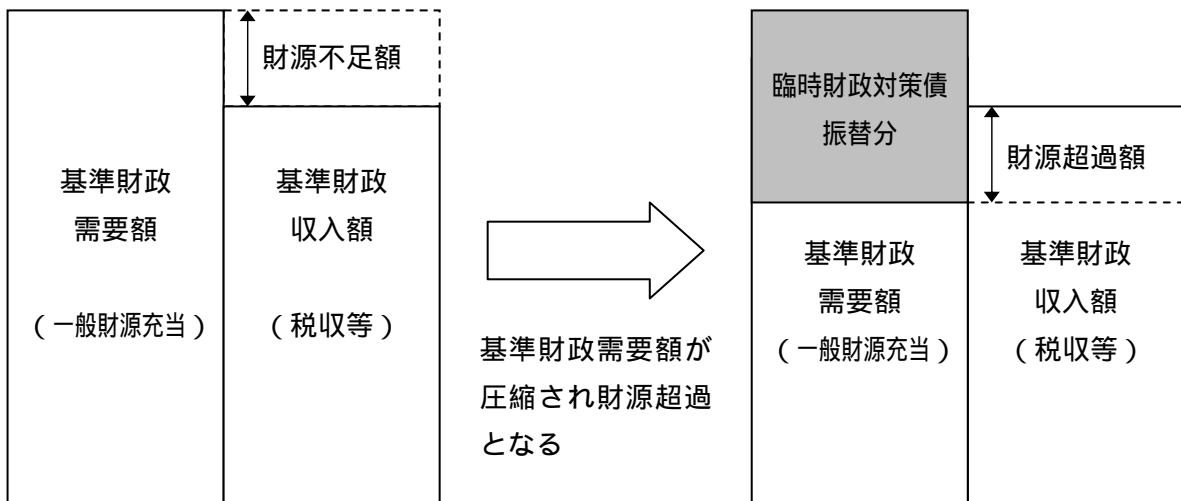 財源不足額
基準財政
需要額
(一般財源充当)
基準財政
収入額
(税収等)
基準財政需要額が
圧縮され財源超過
となる
臨時財政対策債
振替分
財源超過額
基準財政
需要額
(一般財源充当)
基準財政
収入額
(税収等)